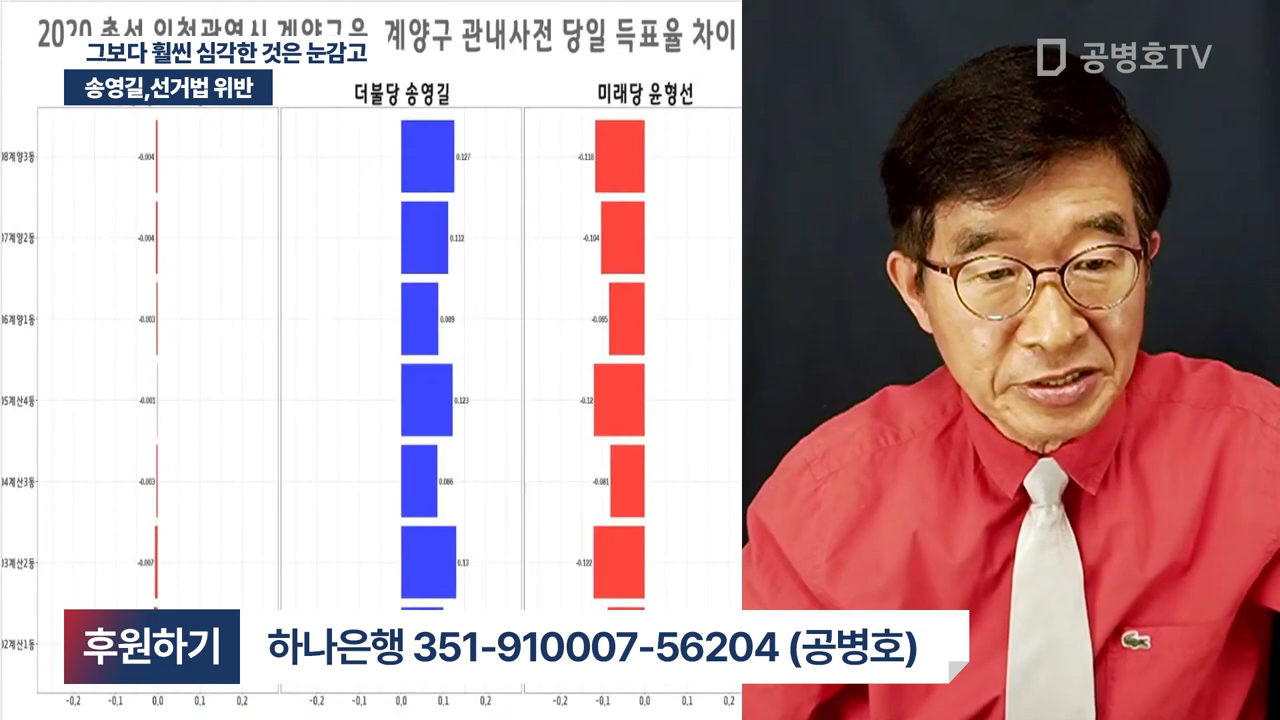 2020 총선 인천광역시 계양구을 계양구 관내사전 당일 득표율 차이
그보다 훨씬 심각한 것은 눈감고
송영길,선거법 위반
공병호TV
더불당 송영길
미래당 윤형선
08계양3동
-0.004
0.127
-0.118
07계양2동
-0.004
0.112
-0.104
06계양1동
-0.003
0.089
-0.085
05계산4동
-0.001
0.123
-0.12
04계산3동
-0.003
0.086
-0.081
03계산2동
-0.007
0.13
-0.122
02계산1동
후원하기
하나은행 351-910007-56204 (공병호)
-0,2 -0,1 0,0 0,1 0,2
-0,2 -0,1 0,0 0,1 0,2
-0,2 -0,1 0,0 0,1 0,2